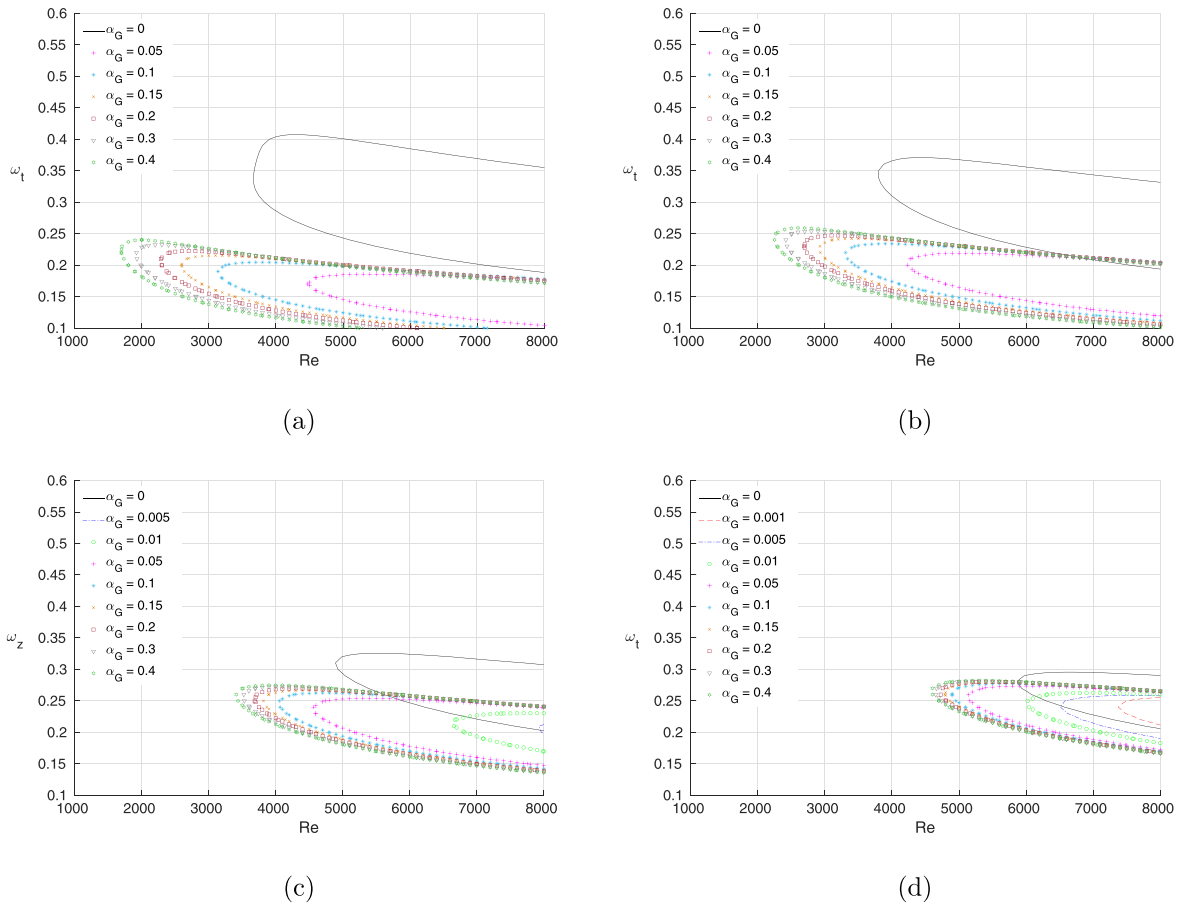 0.6
0.55
0.5
0.45
0.4
0.35
0.3
0.25
0.2
0.15
0.1
ω_t
α_G = 0
α_G = 0.05
α_G = 0.1
α_G = 0.15
α_G = 0.2
α_G = 0.3
α_G = 0.4
1000 2000 3000 4000 5000 6000 7000 8000
Re
(a)
0.6
0.55
0.5
0.45
0.4
0.35
0.3
0.25
0.2
0.15
0.1
ω_t
α_G = 0
α_G = 0.05
α_G = 0.1
α_G = 0.15
α_G = 0.2
α_G = 0.3
α_G = 0.4
1000 2000 3000 4000 5000 6000 7000 8000
Re
(b)
0.6
0.55
0.5
0.45
0.4
0.35
0.3
0.25
0.2
0.15
0.1
ω_z
α_G = 0
α_G = 0.005
α_G = 0.01
α_G = 0.05
α_G = 0.1
α_G = 0.15
α_G = 0.2
α_G = 0.3
α_G = 0.4
1000 2000 3000 4000 5000 6000 7000 8000
Re
(c)
0.6
0.55
0.5
0.45
0.4
0.35
0.3
0.25
0.2
0.15
0.1
ω_t
α_G = 0
α_G = 0.001
α_G = 0.005
α_G = 0.01
α_G = 0.05
α_G = 0.1
α_G = 0.15
α_G = 0.2
α_G = 0.3
α_G = 0.4
1000 2000 3000 4000 5000 6000 7000 8000
Re
(d)